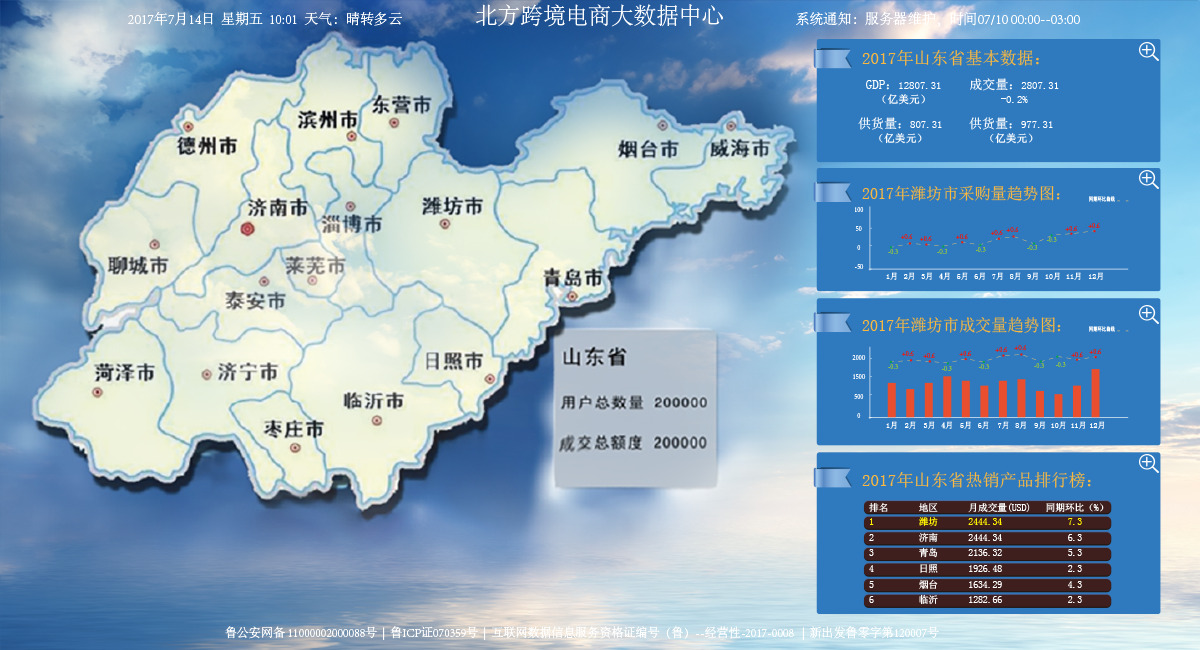 2017年7月14日 星期五 10:01 天气：晴转多云
北方跨境电商大数据中心
系统通知：服务器维护，时间07/10 00:00--03:00
德州市
滨州市
东营市
烟台市
威海市
济南市
淄博市
潍坊市
聊城市
莱芜市
泰安市
青岛市
菏泽市
济宁市
日照市
临沂市
枣庄市
山东省
用户总数量 200000
成交总额度 200000
2017年山东省基本数据：
GDP：12807.31 成交量：2807.31
（亿美元） -0.2%
供货量：807.31 供货量：977.31
（亿美元） （亿美元）
2017年潍坊市采购量趋势图：
同期环比曲线
100
50
0
-50
1月 2月 3月 4月 5月 6月 7月 8月 9月 10月 11月 12月
2017年潍坊市成交量趋势图：
同期环比曲线
2000
1500
500
0
1月 2月 3月 4月 5月 6月 7月 8月 9月 10月 11月 12月
2017年山东省热销产品排行榜：
排名 地区 月成交量(USD) 同期环比（%）
1 潍坊 2444.34 7.3
2 济南 2444.34 6.3
3 青岛 2136.32 5.3
4 日照 1926.48 2.3
5 烟台 1634.29 4.3
6 临沂 1282.66 2.3
鲁公安网备11000002000088号 | 鲁ICP证070359号 | 互联网数据信息服务资格证编号（鲁）--经营性-2017-0008 | 新出发鲁零字第120007号